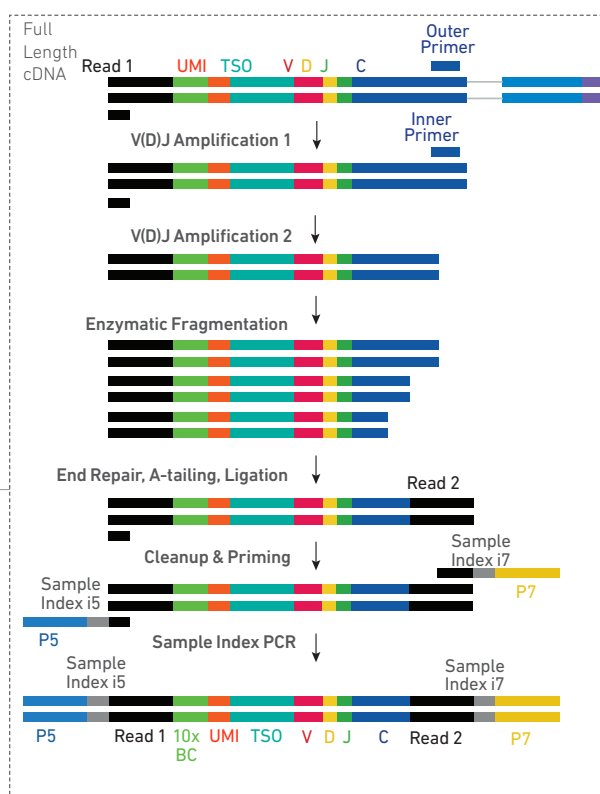 Full
Length
cDNA
Outer
Primer
Read 1 UMI TSO V D J C
Inner
Primer
V(D)J Amplification 1
V(D)J Amplification 2
Enzymatic Fragmentation
End Repair, A-tailing, Ligation
Read 2
Cleanup & Priming
Sample
Index i7
P7
Sample
Index i5
P5
Sample Index PCR
Sample
Index i5
Sample
Index i7
P5 Read 1 10x UMI TSO V D J C Read 2 P7
BC